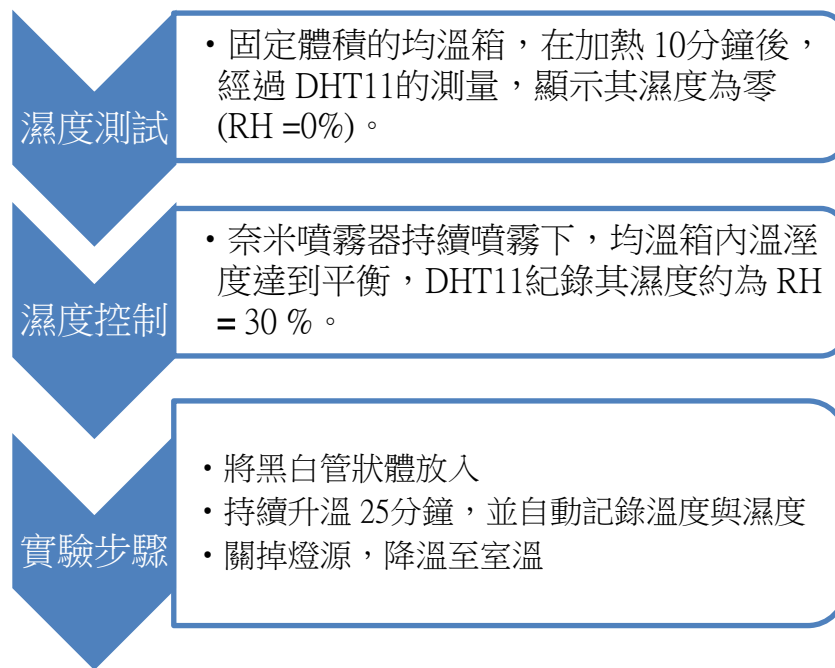 濕度測試
・固定體積的均溫箱，在加熱 10分鐘後，
經過 DHT11的測量，顯示其濕度為零
(RH =0%)。
濕度控制
・奈米噴霧器持續噴霧下，均溫箱內溫溼
度達到平衡，DHT11紀錄其濕度約為 RH
= 30 %。
實驗步驟
・將黑白管狀體放入
・持續升溫 25分鐘，並自動記錄溫度與濕度
・關掉燈源，降溫至室溫